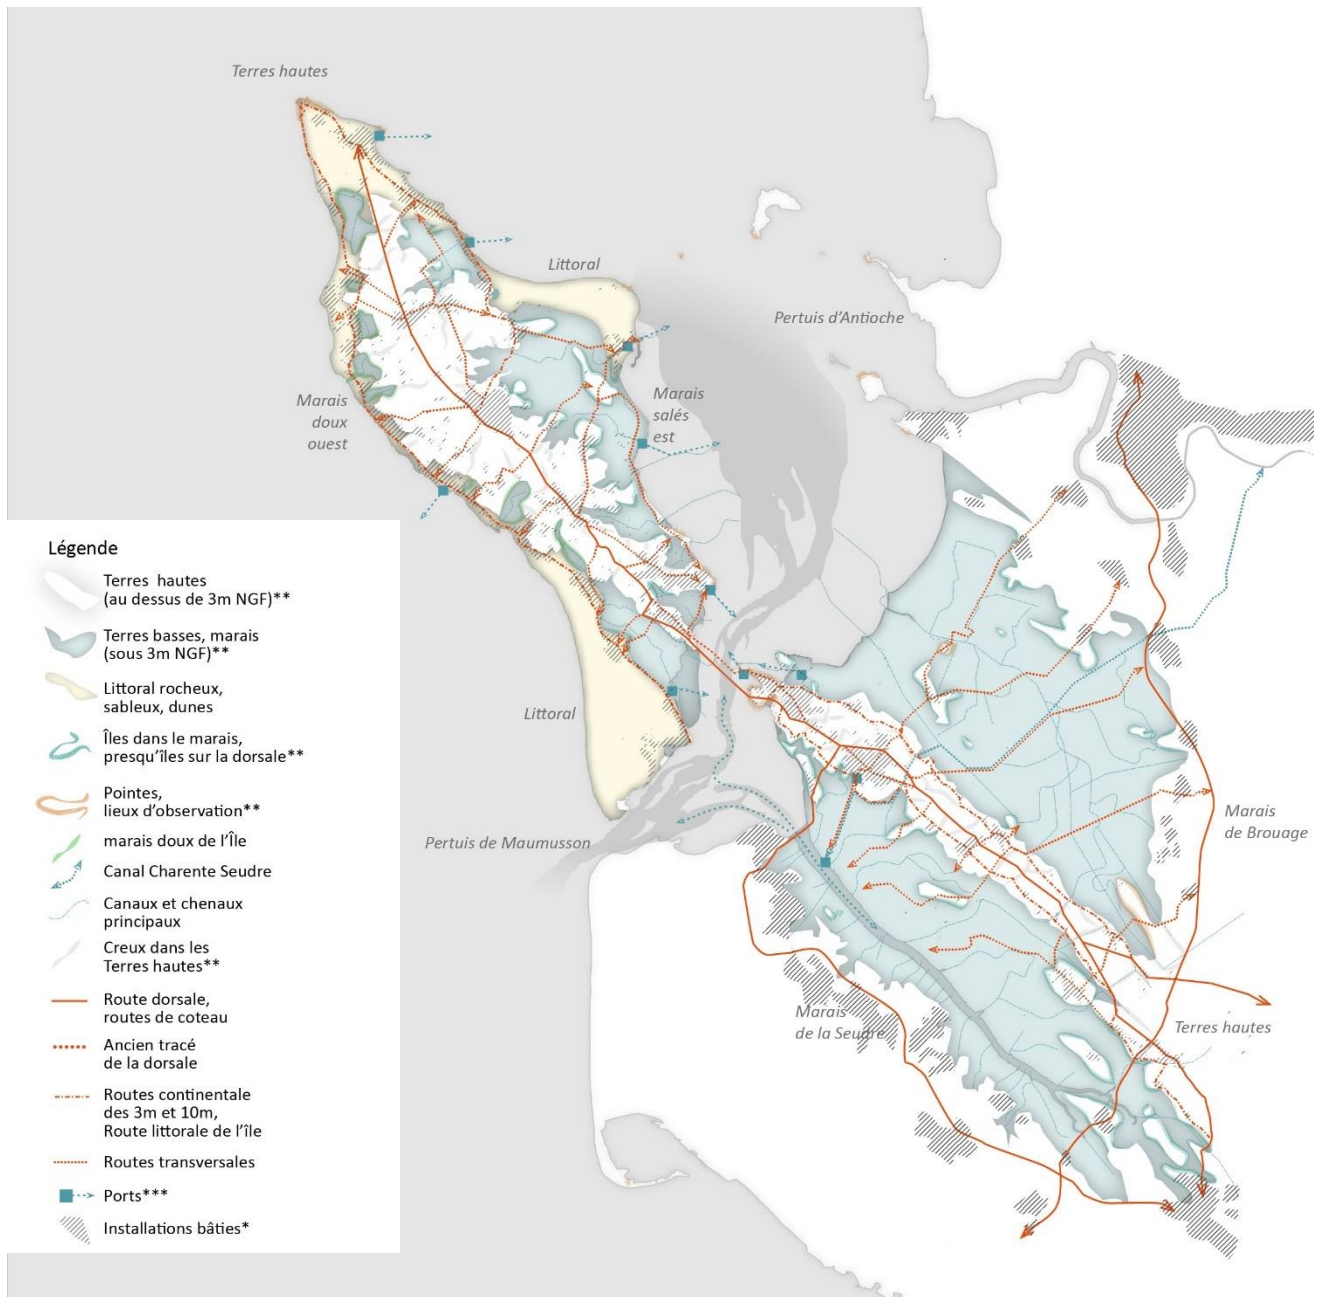 Terres hautes
Littoral
Pertuis d'Antioche
Marais
doux
ouest
Marais
salés
est
Littoral
Pertuis de Maumusson
Marais
de Brouage
Marais
de la Seudre
Terres hautes
Légende
Terres hautes
(au dessus de 3m NGF)**
Terres basses, marais
(sous 3m NGF)**
Littoral rocheux,
sableux, dunes
Îles dans le marais,
presqu'îles sur la dorsale**
Pointes,
lieux d'observation**
marais doux de l'Île
Canal Charente Seudre
Canaux et chenaux
principaux
Creux dans les
Terres hautes**
Route dorsale,
routes de coteau
Ancien tracé
de la dorsale
Routes continentale
des 3m et 10m,
Route littorale de l'île
Routes transversales
Ports***
Installations bâties*